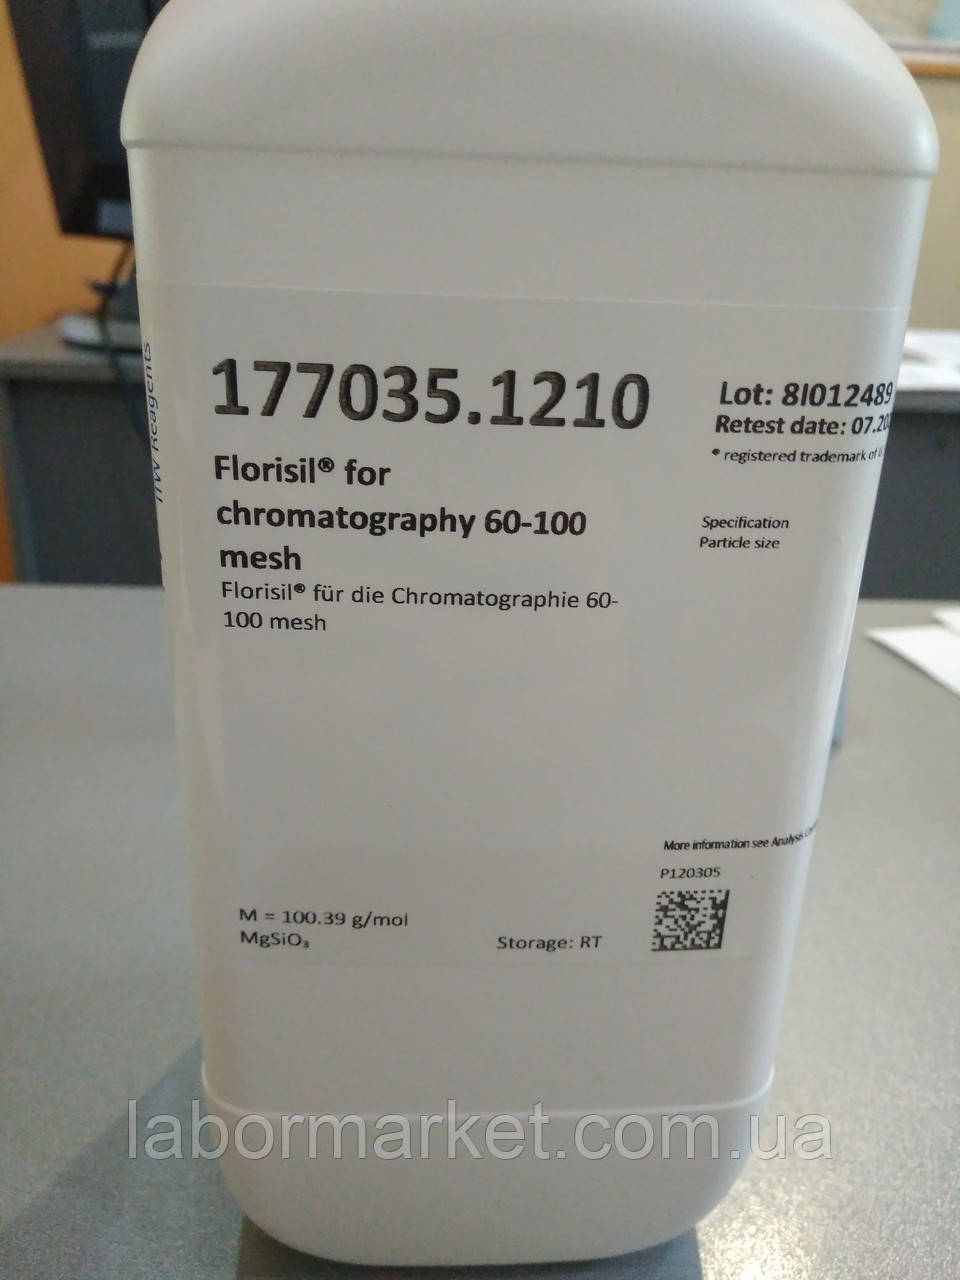 ITW Reagents
177035.1210
Florisil® for
chromatography 60-100
mesh
Florisil® für die Chromatographie 60-
100 mesh
Lot: 8I012489
Retest date: 07.20
* registered trademark of
Specification
Particle size
More information see Analysis
P120305
M = 100.39 g/mol
MgSiO₃
Storage: RT
labormarket.com.ua